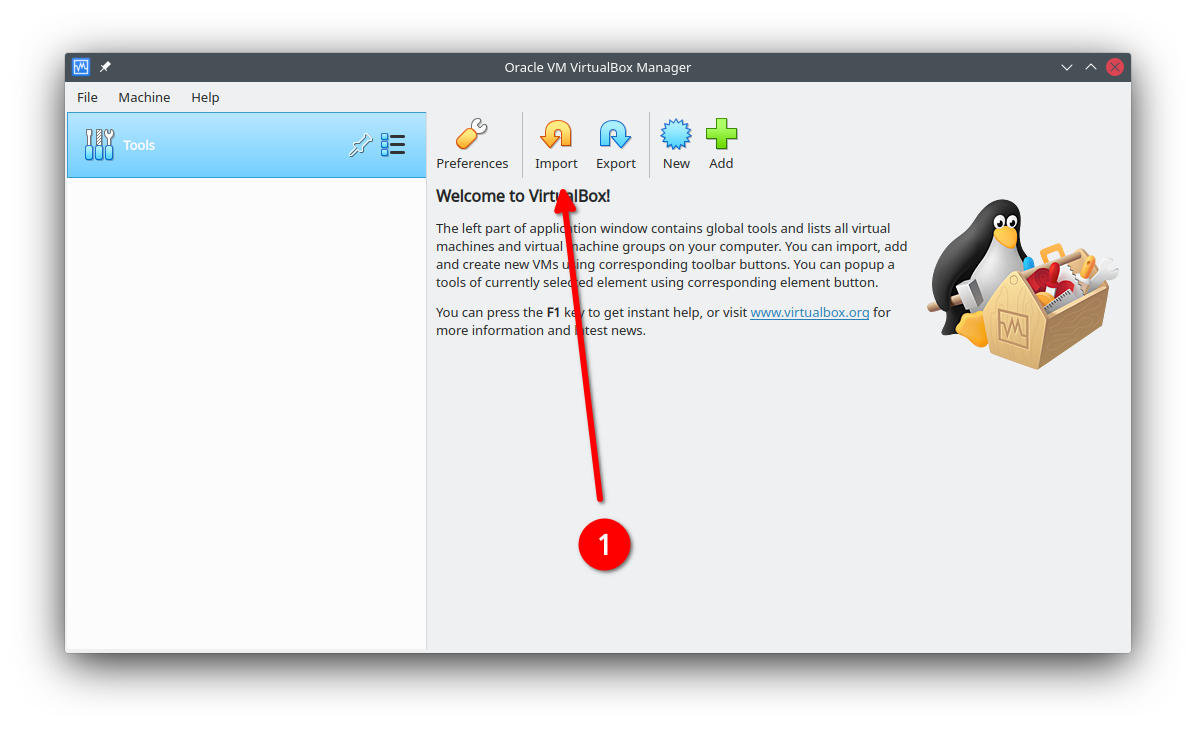 Oracle VM VirtualBox Manager
File Machine Help
Tools
Preferences Import Export New Add
Welcome to VirtualBox!
The left part of application window contains global tools and lists all virtual
machines and virtual machine groups on your computer. You can import, add
and create new VMs using corresponding toolbar buttons. You can popup a
tools of currently selected element using corresponding element button.
You can press the F1 key to get instant help, or visit www.virtualbox.org for
more information and latest news.
1